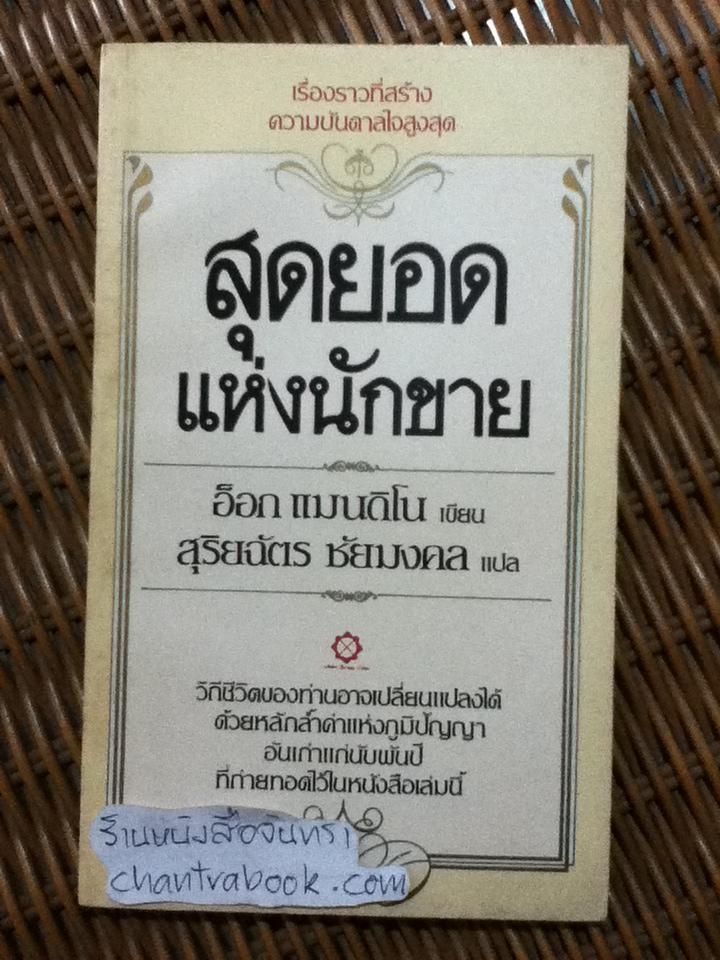 เรื่องราวที่สร้าง
ความบันดาลใจสูงสุด
สุดยอด
แห่งนักขาย
อ็อก แมนดิโน เขียน
สุริยฉัตร ชัยมงคล แปล
วิถีชีวิตของท่านอาจเปลี่ยนแปลงได้
ด้วยหลักล้ำค่าแห่งภูมิปัญญา
อันเก่าแก่นับพันปี
ที่ถ่ายทอดไว้ในหนังสือเล่มนี้
ร้านหนังสือจันทรา
chantrabook.com